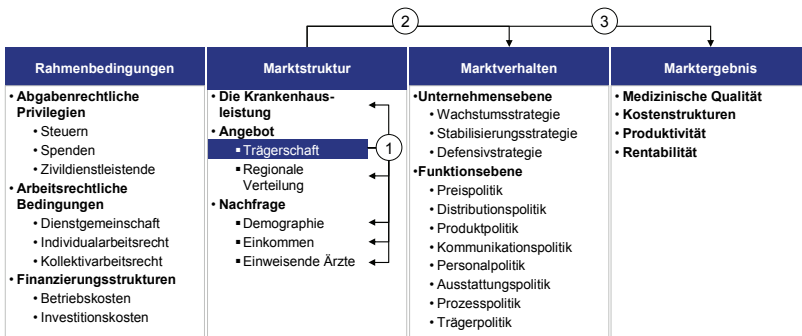 2
3
Rahmenbedingungen
Marktstruktur
Marktverhalten
Marktergebnis
• Abgabenrechtliche
Privilegien
• Steuern
• Spenden
• Zivildienstleistende
• Arbeitsrechtliche
Bedingungen
• Dienstgemeinschaft
• Individualarbeitsrecht
• Kollektivarbeitsrecht
• Finanzierungsstrukturen
• Betriebskosten
• Investitionskosten
• Die Krankenhaus-
leistung
• Angebot
▪ Trägerschaft
1
▪ Regionale
Verteilung
• Nachfrage
▪ Demographie
▪ Einkommen
▪ Einweisende Ärzte
•Unternehmensebene
• Wachstumsstrategie
• Stabilisierungsstrategie
• Defensivstrategie
•Funktionsebene
• Preispolitik
• Distributionspolitik
• Produktpolitik
• Kommunikationspolitik
• Personalpolitik
• Ausstattungspolitik
• Prozesspolitik
• Trägerpolitik
• Medizinische Qualität
• Kostenstrukturen
• Produktivität
• Rentabilität